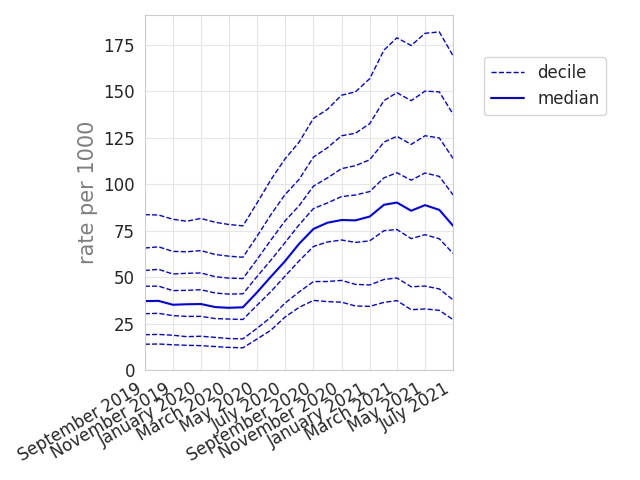 175
150
125
100
75
50
25
0
rate per 1000
September 2019
November 2019
January 2020
March 2020
May 2020
July 2020
September 2020
November 2020
January 2021
March 2021
May 2021
July 2021
decile
median